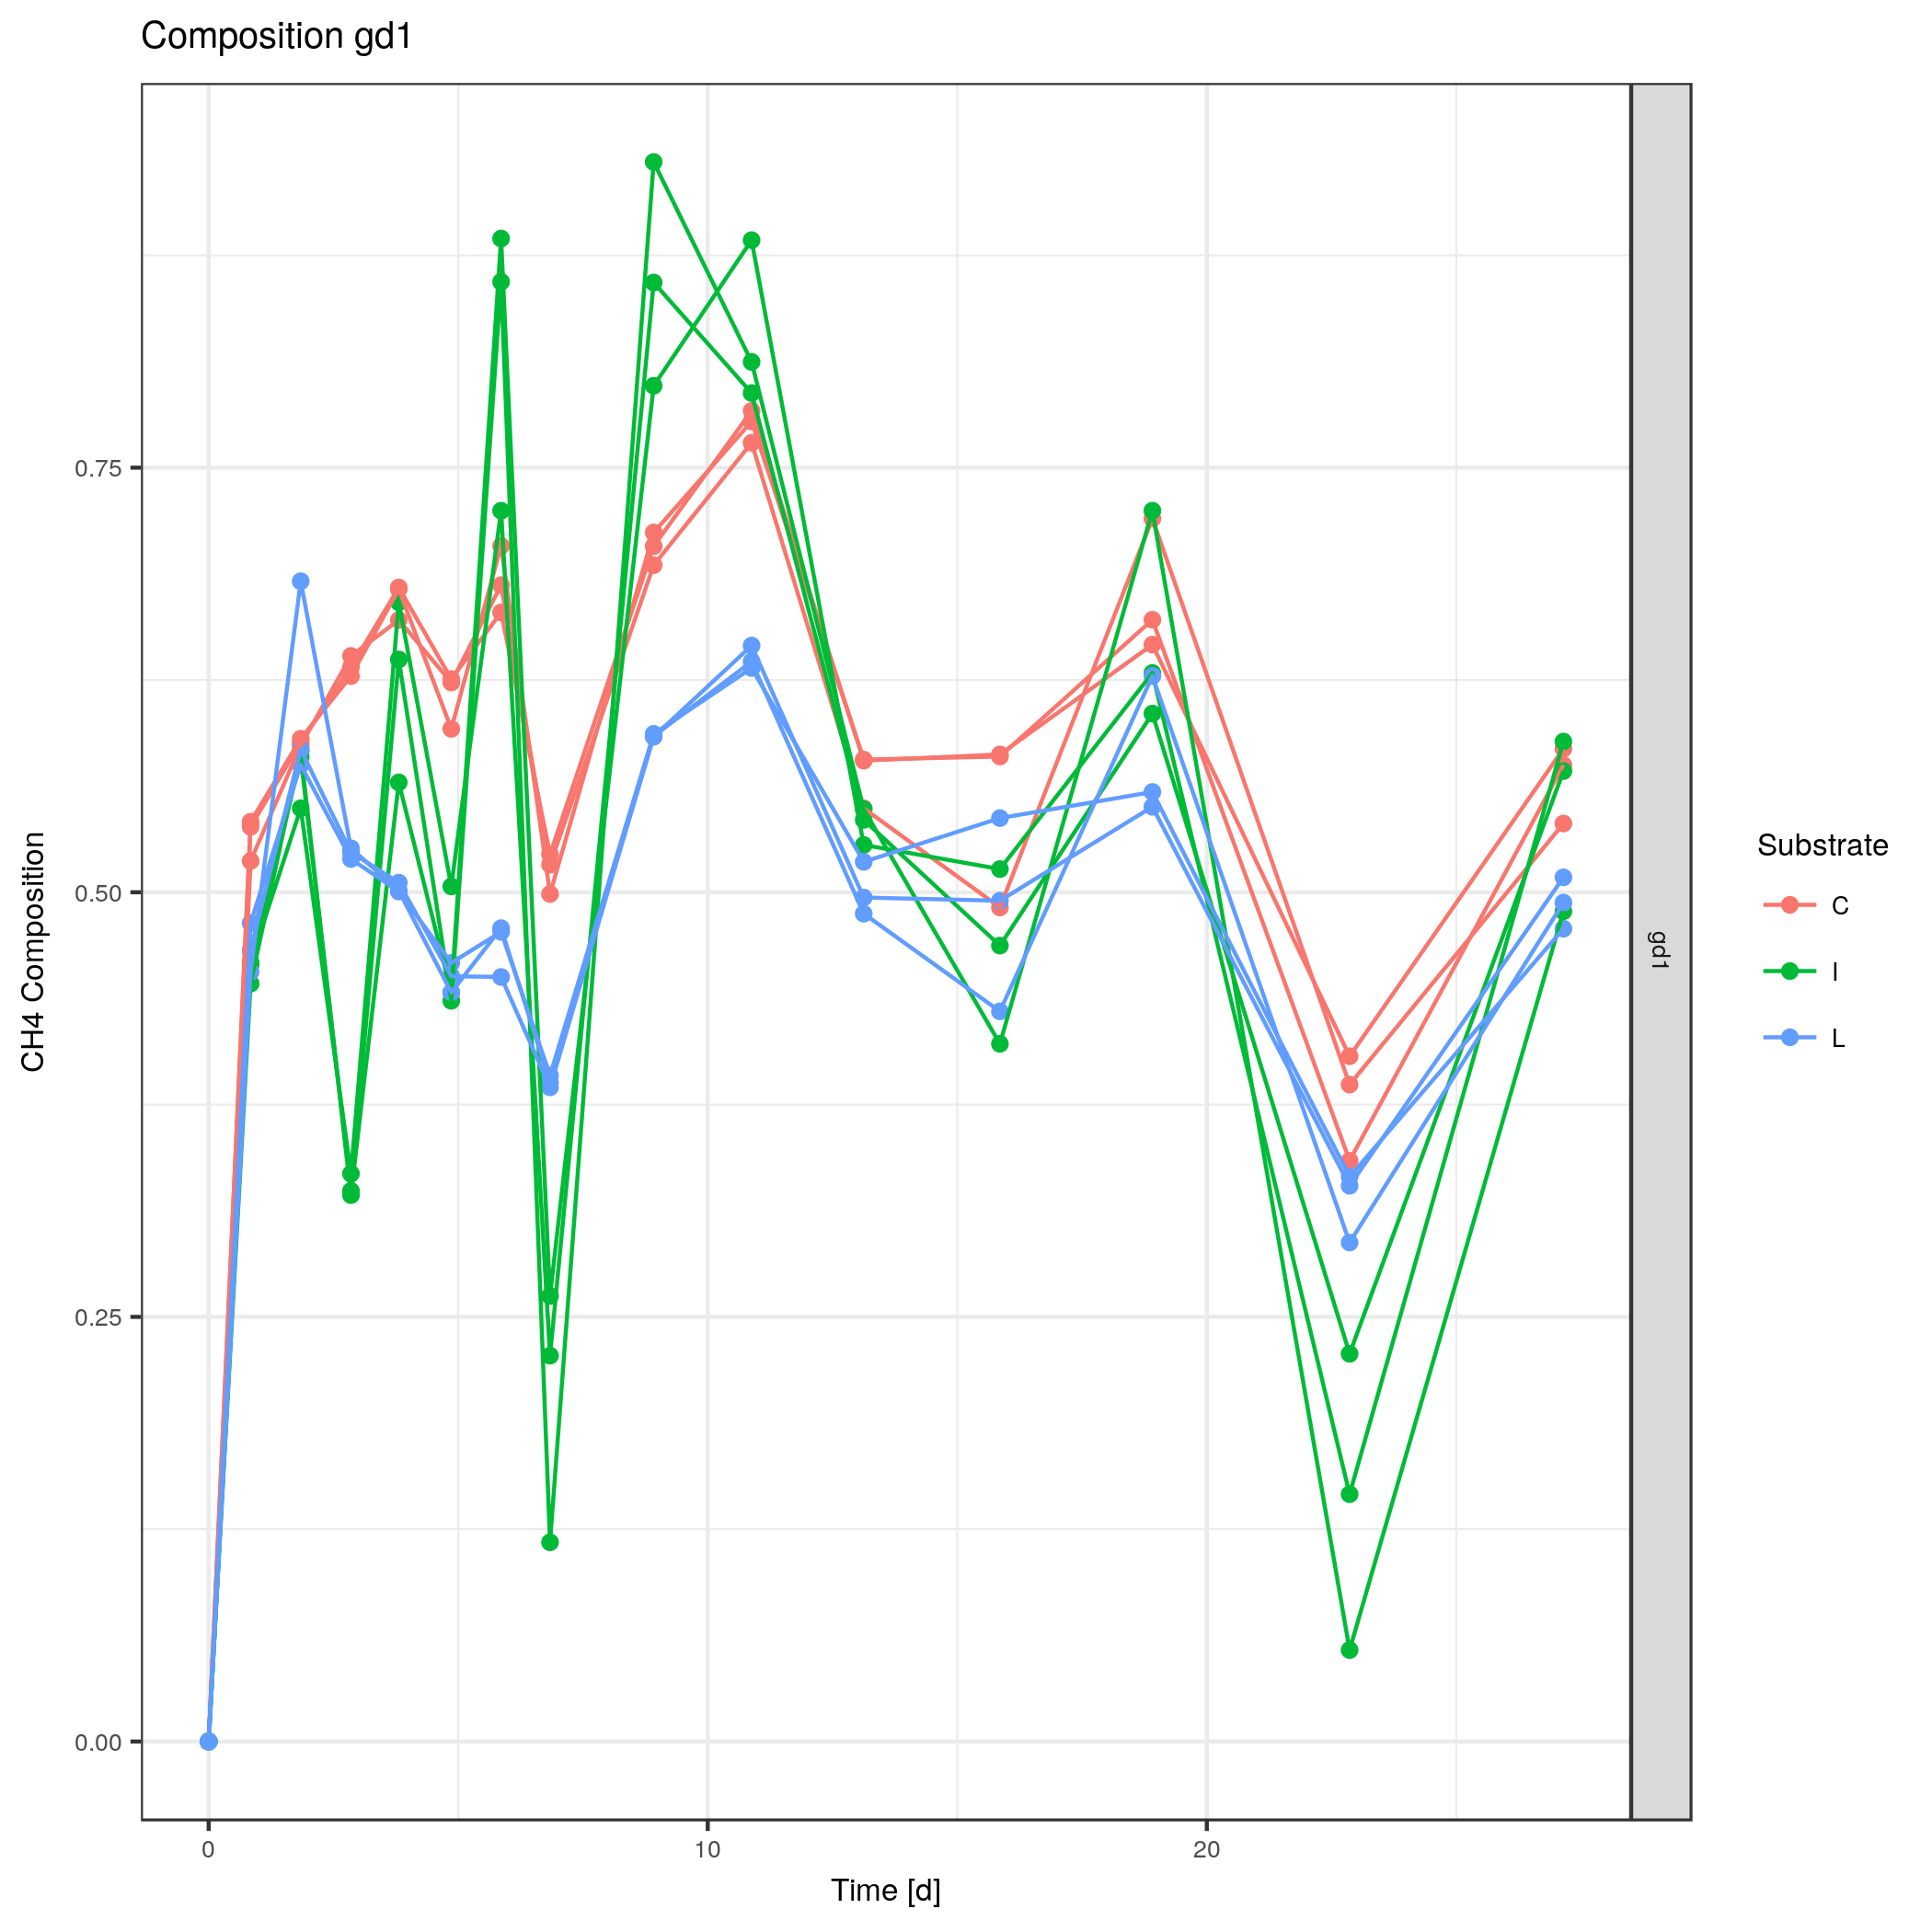 Composition gd1
CH4 Composition
0.75
0.50
0.25
0.00
0
10
20
Time [d]
gd1
Substrate
C
I
L